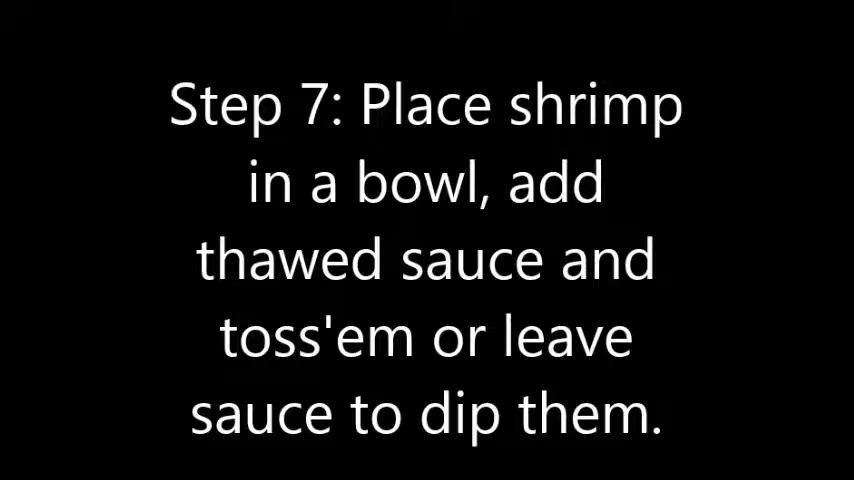 Step 7: Place shrimp
in a bowl, add
thawed sauce and
toss'em or leave
sauce to dip them.